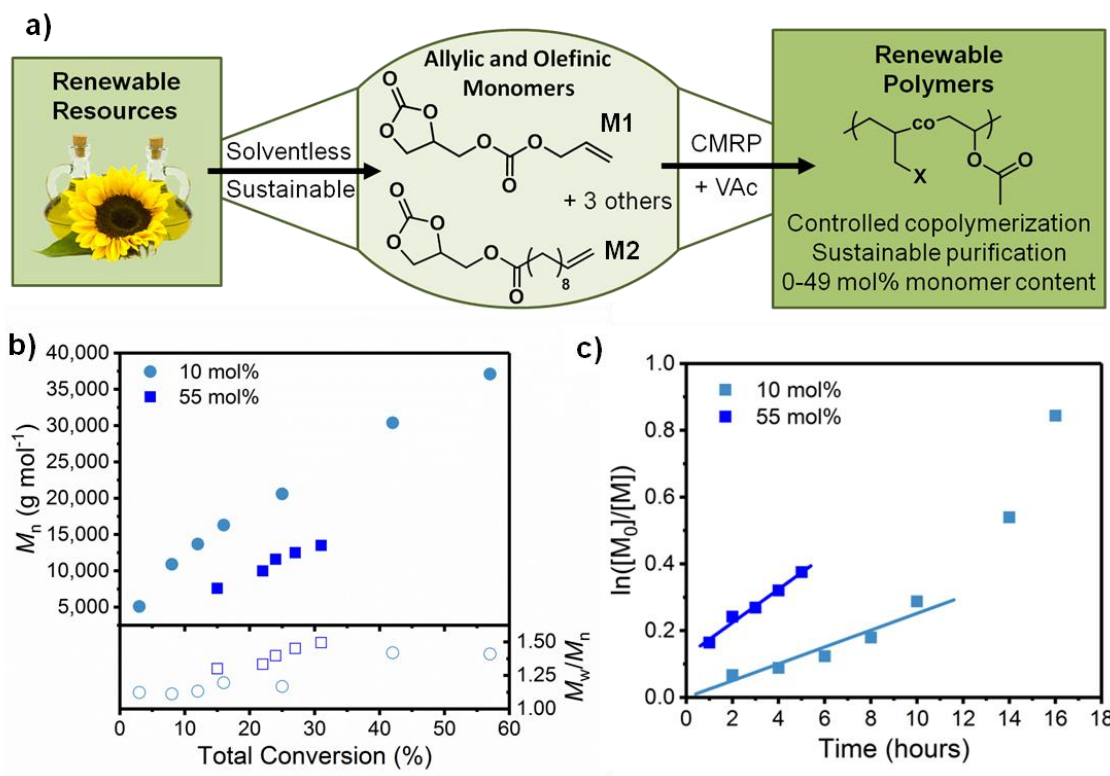 a)
Renewable
Resources
Solventless
Sustainable
Allylic and Olefinic
Monomers
O
O
O
O
O
O
M1
+ 3 others
O
O
O
O
O
8
M2
CMRP
+ VAc
Renewable
Polymers
co
X
O
O
Controlled copolymerization
Sustainable purification
0-49 mol% monomer content
b)
40,000
35,000
30,000
25,000
20,000
15,000
10,000
5,000
Mn (g mol-1)
10 mol%
55 mol%
1.50
1.25
1.00
Mw/Mn
0 10 20 30 40 50 60
Total Conversion (%)
c)
1.0
0.8
0.6
0.4
0.2
0.0
ln([M0]/[M])
10 mol%
55 mol%
0 2 4 6 8 10 12 14 16 18
Time (hours)